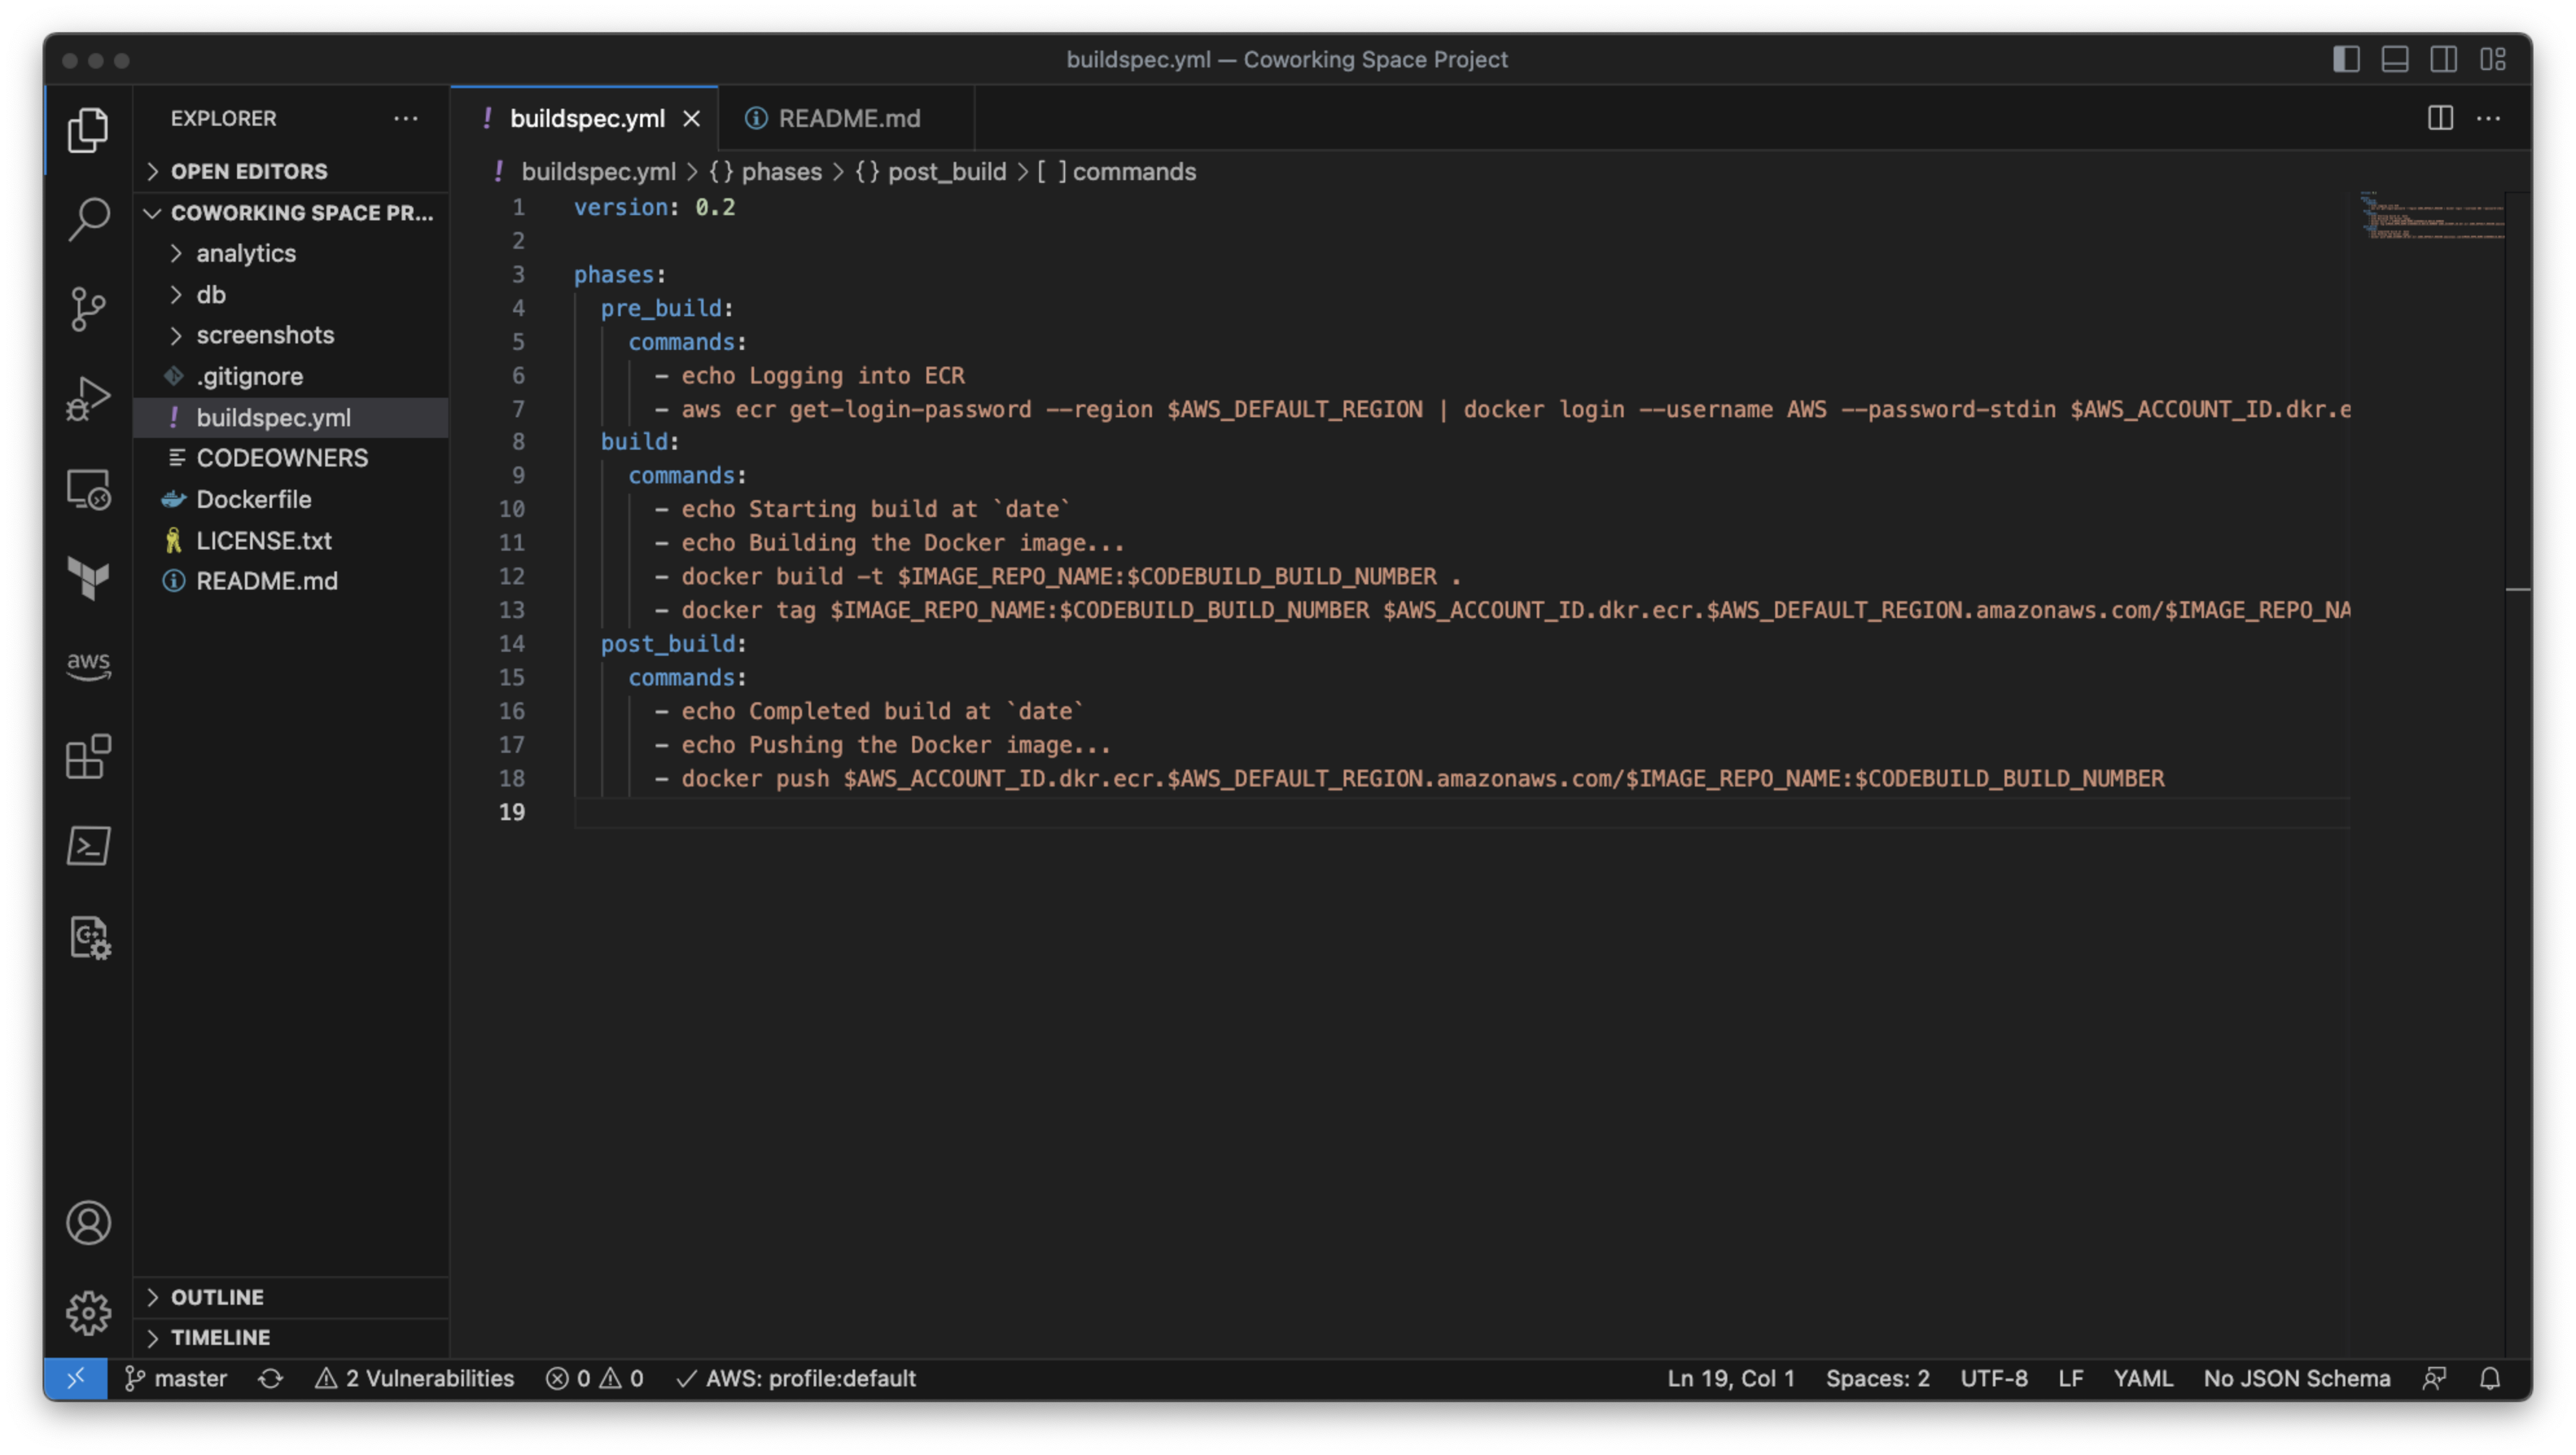 buildspec.yml — Coworking Space Project
EXPLORER
OPEN EDITORS
COWORKING SPACE PR...
analytics
db
screenshots
.gitignore
! buildspec.yml
CODEOWNERS
Dockerfile
LICENSE.txt
README.md
OUTLINE
TIMELINE
aws
! buildspec.yml
README.md
! buildspec.yml > {} phases > {} post_build > [ ] commands
1 version: 0.2
2
3 phases:
4 pre_build:
5 commands:
6 - echo Logging into ECR
7 - aws ecr get-login-password --region $AWS_DEFAULT_REGION | docker login --username AWS --password-stdin $AWS_ACCOUNT_ID.dkr.e
8 build:
9 commands:
10 - echo Starting build at `date`
11 - echo Building the Docker image...
12 - docker build -t $IMAGE_REPO_NAME:$CODEBUILD_BUILD_NUMBER .
13 - docker tag $IMAGE_REPO_NAME:$CODEBUILD_BUILD_NUMBER $AWS_ACCOUNT_ID.dkr.ecr.$AWS_DEFAULT_REGION.amazonaws.com/$IMAGE_REPO_NA
14 post_build:
15 commands:
16 - echo Completed build at `date`
17 - echo Pushing the Docker image...
18 - docker push $AWS_ACCOUNT_ID.dkr.ecr.$AWS_DEFAULT_REGION.amazonaws.com/$IMAGE_REPO_NAME:$CODEBUILD_BUILD_NUMBER
19
master 2 Vulnerabilities 0 0 AWS: profile:default Ln 19, Col 1 Spaces: 2 UTF-8 LF YAML No JSON Schema